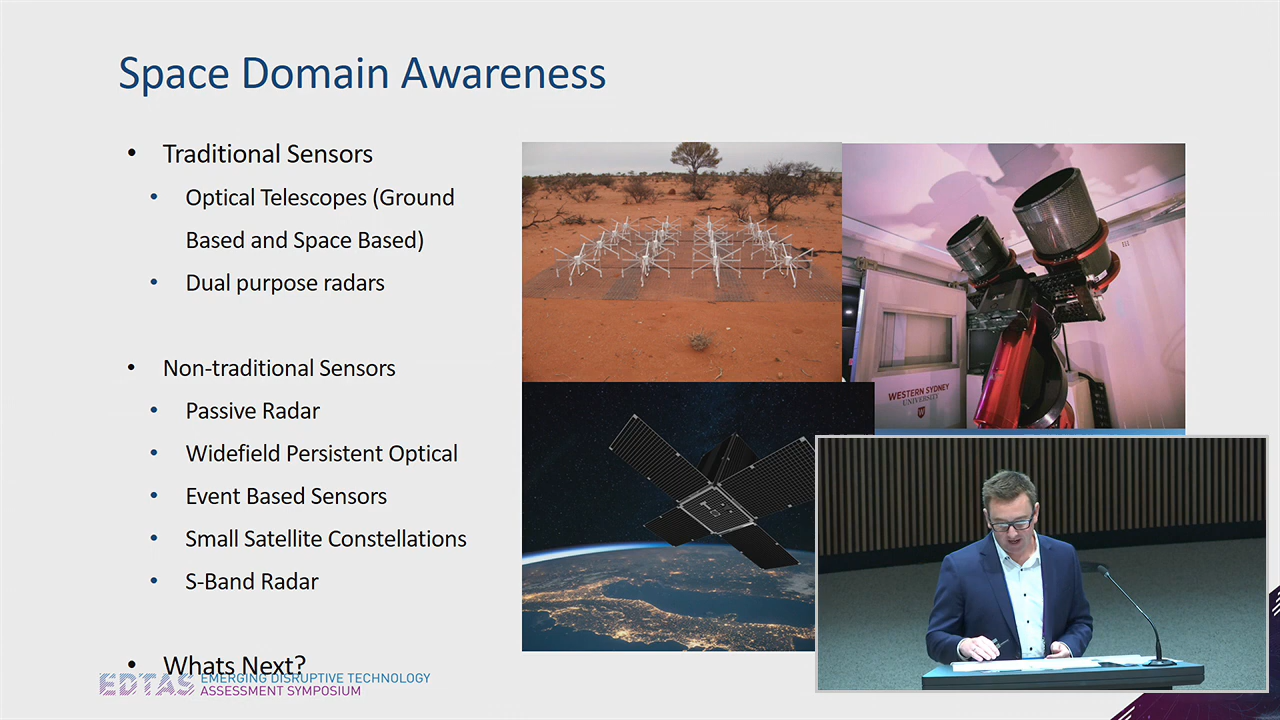 Space Domain Awareness
• Traditional Sensors
• Optical Telescopes (Ground
Based and Space Based)
• Dual purpose radars
• Non-traditional Sensors
• Passive Radar
• Widefield Persistent Optical
• Event Based Sensors
• Small Satellite Constellations
• S-Band Radar
• Whats Next?
EDTAS EMERGING DISRUPTIVE TECHNOLOGY
ASSESSMENT SYMPOSIUM
WESTERN SYDNEY
UNIVERSITY
W